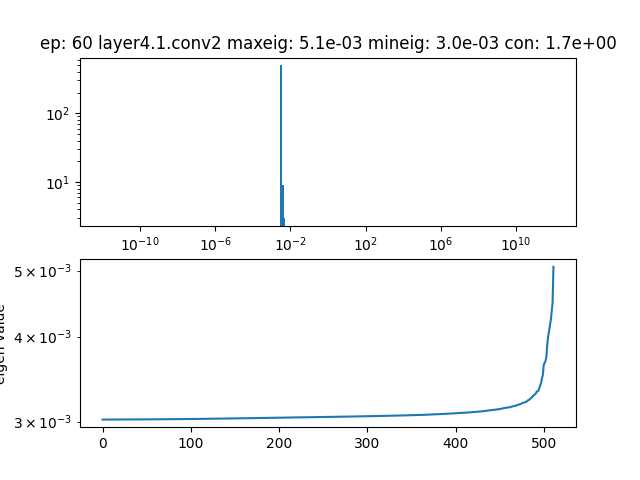 ep: 60 layer4.1.conv2 maxeig: 5.1e-03 mineig: 3.0e-03 con: 1.7e+00
10²
10¹
10⁻¹⁰ 10⁻⁶ 10⁻² 10² 10⁶ 10¹⁰
5 × 10⁻³
4 × 10⁻³
eigen value
3 × 10⁻³
0 100 200 300 400 500